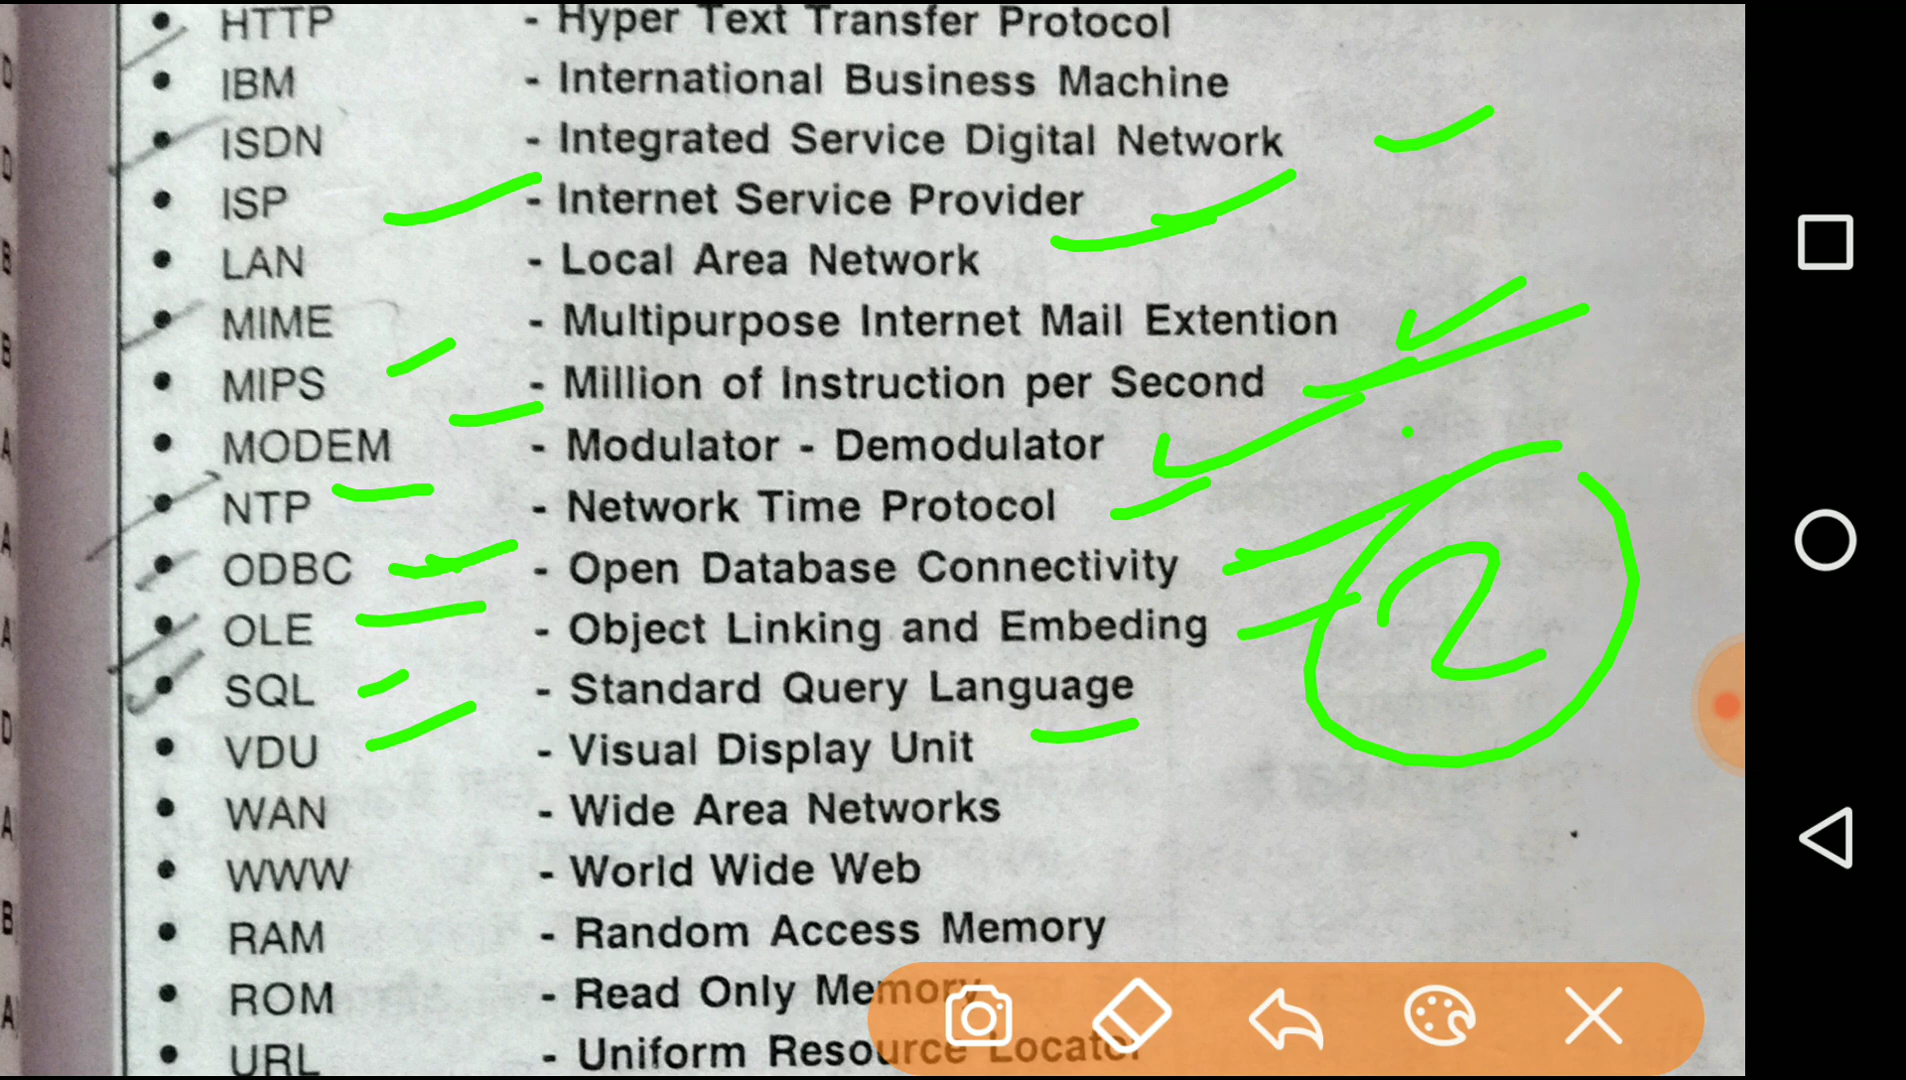 • HTTP - Hyper Text Transfer Protocol
• IBM - International Business Machine
• ISDN - Integrated Service Digital Network
• ISP - Internet Service Provider
• LAN - Local Area Network
• MIME - Multipurpose Internet Mail Extention
• MIPS - Million of Instruction per Second
• MODEM - Modulator - Demodulator
• NTP - Network Time Protocol
• ODBC - Open Database Connectivity
• OLE - Object Linking and Embeding
2
• SQL - Standard Query Language
• VDU - Visual Display Unit
• WAN - Wide Area Networks
• WWW - World Wide Web
• RAM - Random Access Memory
• ROM - Read Only Memory
• URL - Uniform Resource Locator